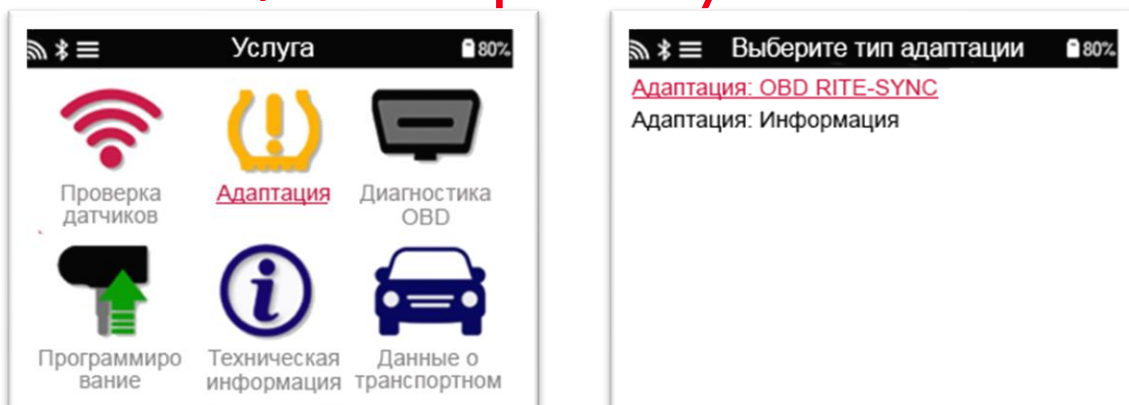 Услуга 80%
Проверка
датчиков
Адаптация
Диагностика
OBD
Программиро
вание
Техническая
информация
Данные о
транспортном
Выберите тип адаптации 80%
Адаптация: OBD RITE-SYNC
Адаптация: Информация